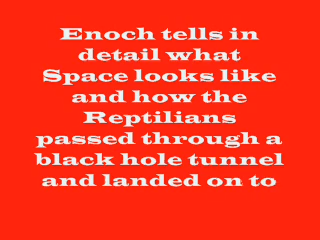 Enoch tells in
detail what
Space looks like
and how the
Reptilians
passed through a
black hole tunnel
and landed on to